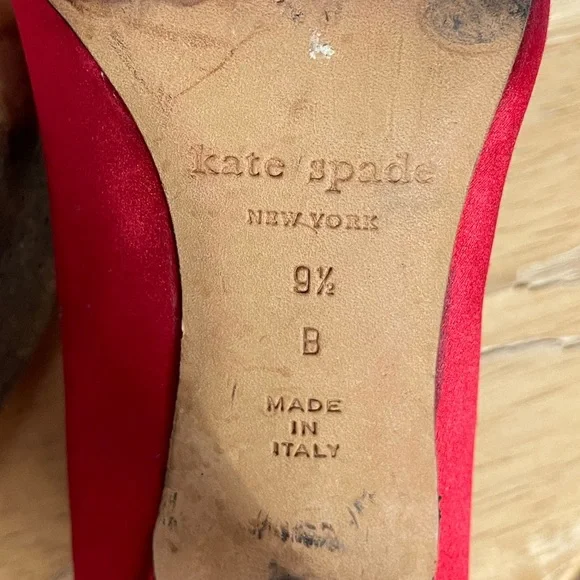 kate spade
NEW YORK
9½
B
MADE
IN
ITALY